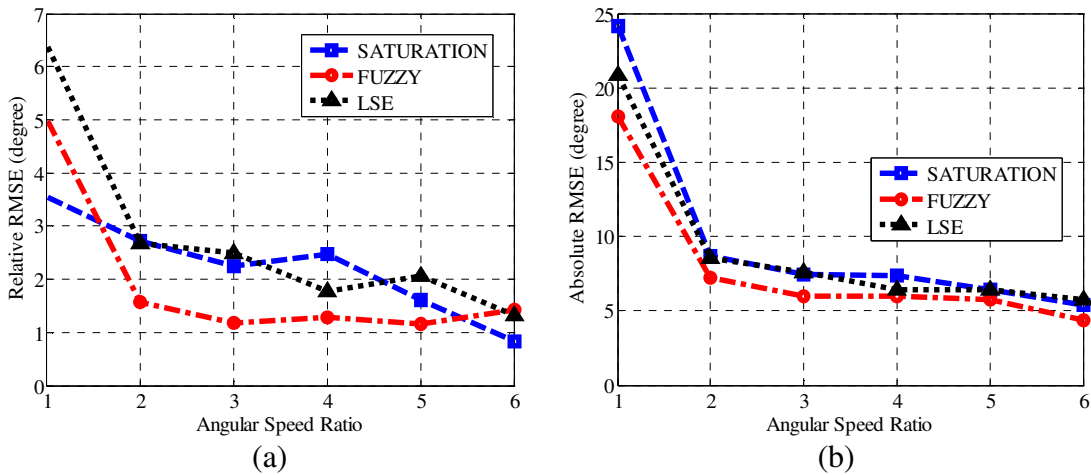 7
6
5
4
3
2
1
0
Relative RMSE (degree)
SATURATION
FUZZY
LSE
1 2 3 4 5 6
Angular Speed Ratio
(a)
25
20
15
10
5
0
Absolute RMSE (degree)
SATURATION
FUZZY
LSE
1 2 3 4 5 6
Angular Speed Ratio
(b)